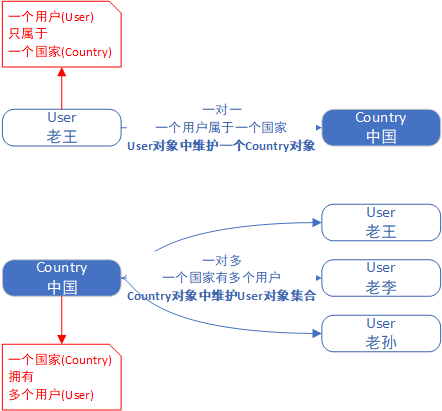 一个用户(User)
只属于
一个国家(Country)
User
老王
一对一
一个用户属于一个国家
User对象中维护一个Country对象
Country
中国
Country
中国
一对多
一个国家有多个用户
Country对象中维护User对象集合
User
老王
User
老李
User
老孙
一个国家(Country)
拥有
多个用户(User)